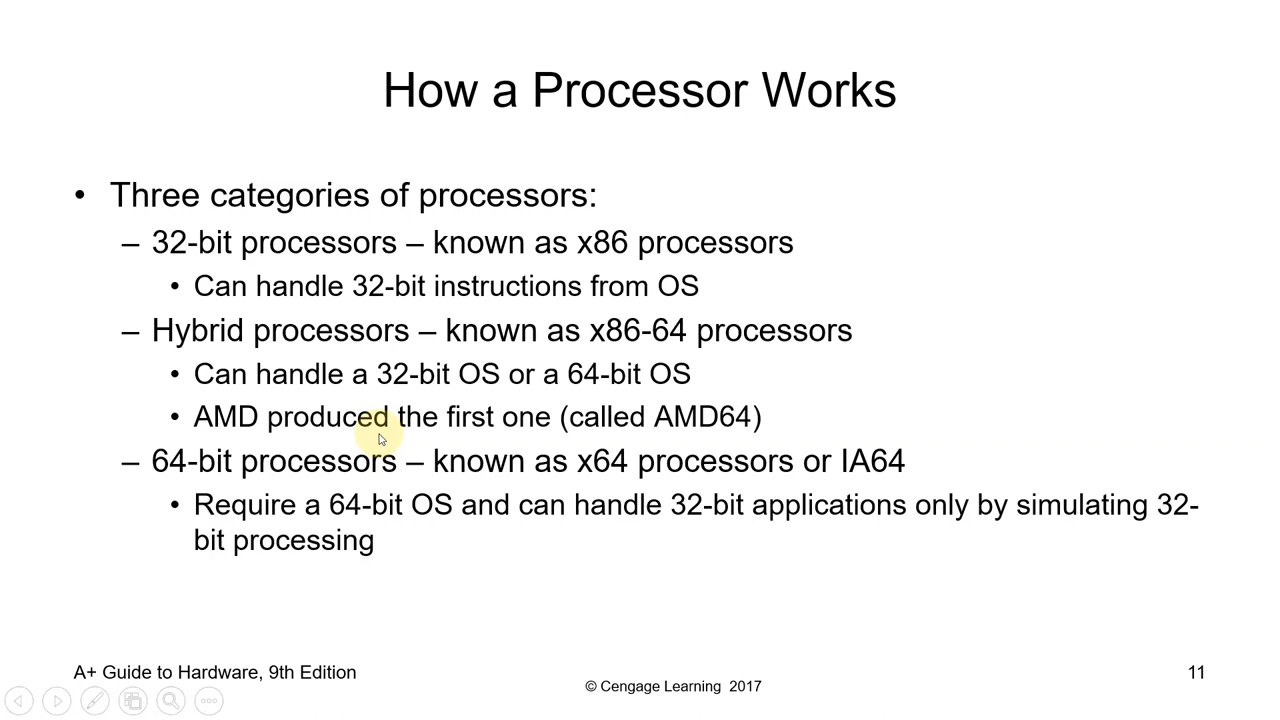 How a Processor Works
• Three categories of processors:
– 32-bit processors – known as x86 processors
• Can handle 32-bit instructions from OS
– Hybrid processors – known as x86-64 processors
• Can handle a 32-bit OS or a 64-bit OS
• AMD produced the first one (called AMD64)
– 64-bit processors – known as x64 processors or IA64
• Require a 64-bit OS and can handle 32-bit applications only by simulating 32-
bit processing
A+ Guide to Hardware, 9th Edition
© Cengage Learning 2017
11